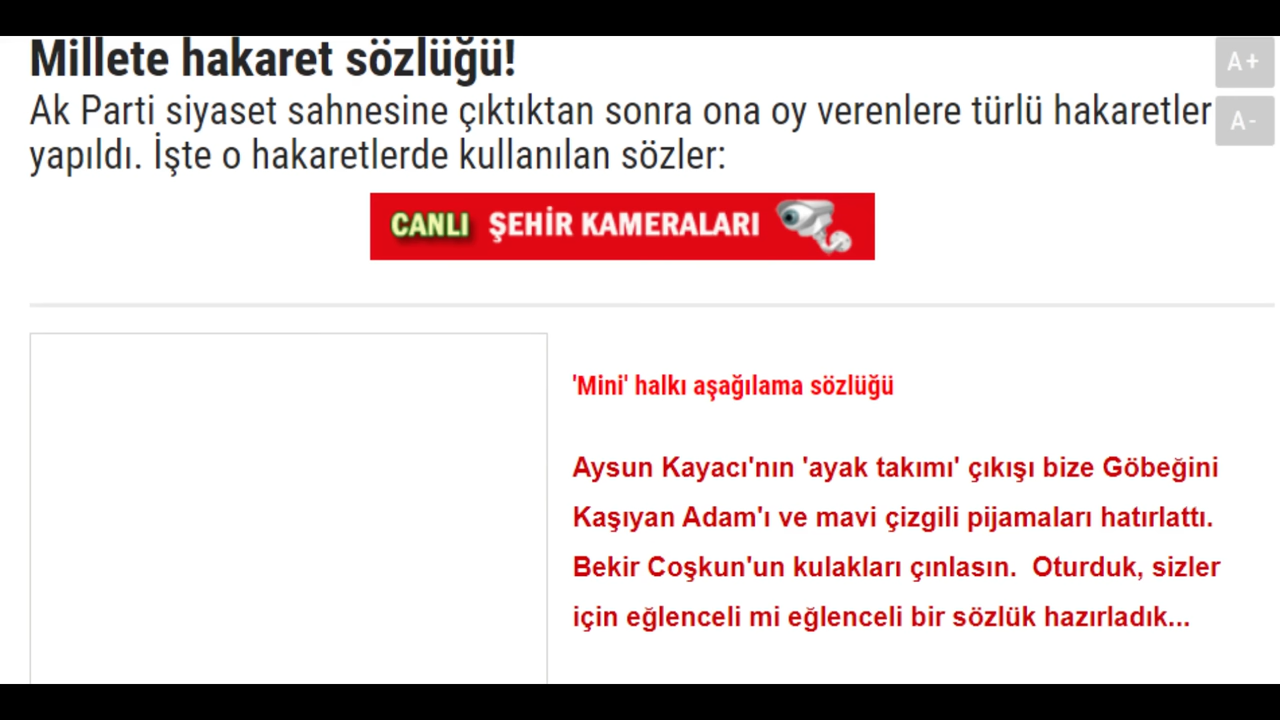 Millete hakaret sözlüğü!
A+
Ak Parti siyaset sahnesine çıktıktan sonra ona oy verenlere türlü hakaretler
A-
yapıldı. İşte o hakaretlerde kullanılan sözler:
CANLI ŞEHİR KAMERALARI
'Mini' halkı aşağılama sözlüğü
Aysun Kayacı'nın 'ayak takımı' çıkışı bize Göbeğini
Kaşıyan Adam'ı ve mavi çizgili pijamaları hatırlattı.
Bekir Coşkun'un kulakları çınlasın.  Oturduk, sizler
için eğlenceli mi eğlenceli bir sözlük hazırladık...